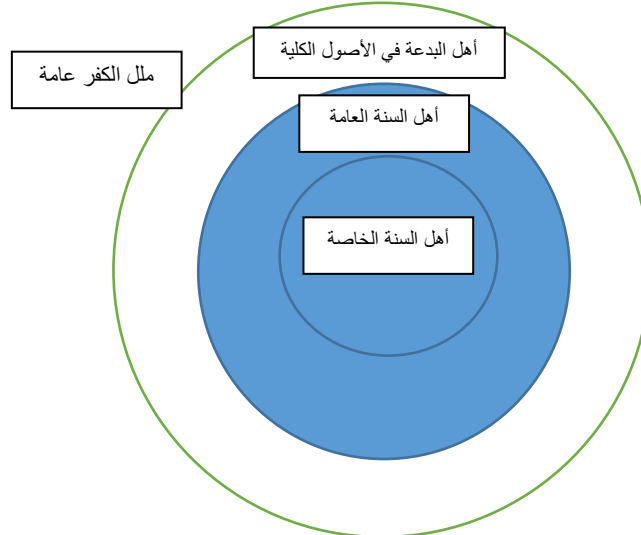 أهل البدعة في الأصول الكلية
ملل الكفر عامة
أهل السنة العامة
أهل السنة الخاصة